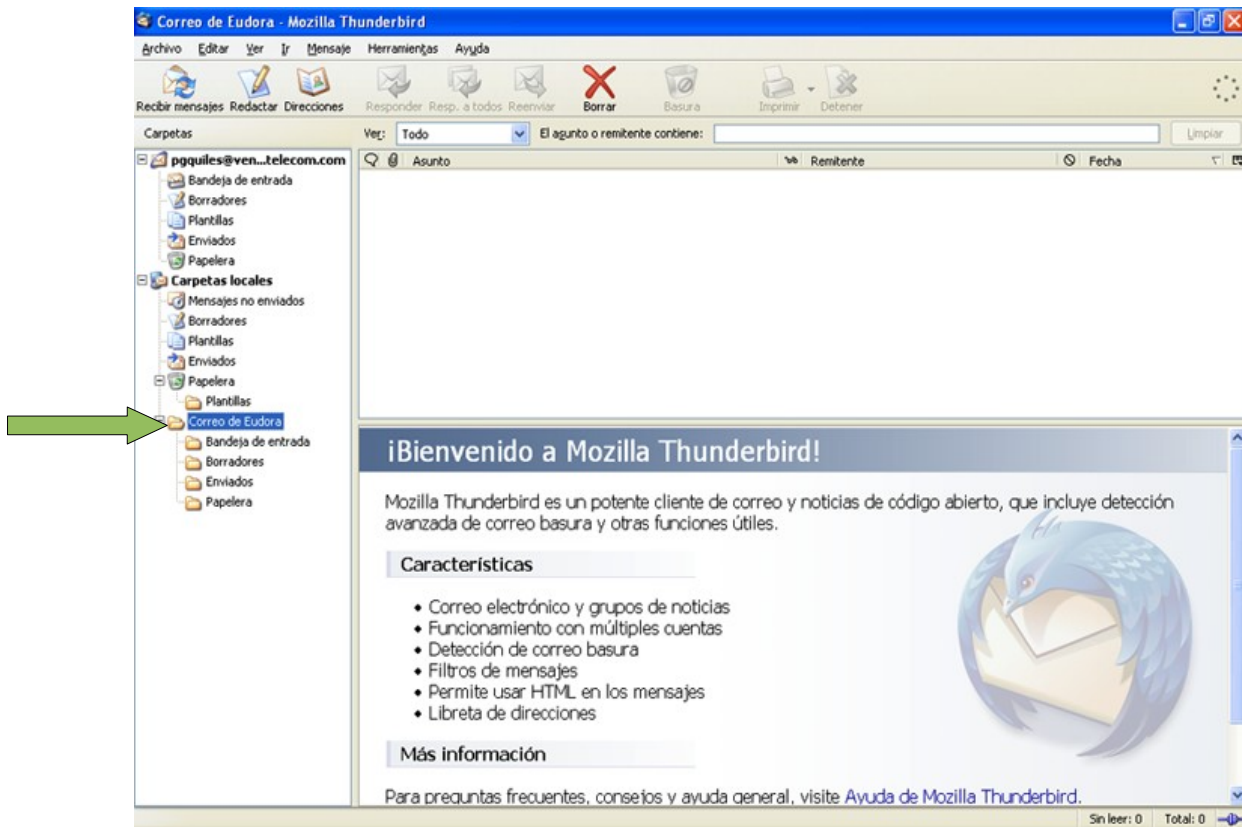 Correo de Eudora - Mozilla Thunderbird
Archivo Editar Ver Ir Mensaje Herramientas Ayuda
Recibir mensajes Redactar Direcciones Responder Resp. a todos Reenviar Borrar Basura Imprimir Detener
Carpetas Ver: Todo El asunto o remitente contiene: Limpiar
pgquiles@ven...telecom.com Asunto Remitente Fecha
Bandeja de entrada
Borradores
Plantillas
Enviados
Papelera
Carpetas locales
Mensajes no enviados
Borradores
Plantillas
Enviados
Papelera
Plantillas
Correo de Eudora
Bandeja de entrada
Borradores
Enviados
Papelera
¡Bienvenido a Mozilla Thunderbird!
Mozilla Thunderbird es un potente cliente de correo y noticias de código abierto, que incluye detección
avanzada de correo basura y otras funciones útiles.
Características
• Correo electrónico y grupos de noticias
• Funcionamiento con múltiples cuentas
• Detección de correo basura
• Filtros de mensajes
• Permite usar HTML en los mensajes
• Libreta de direcciones
Más información
Para preguntas frecuentes, consejos y ayuda general, visite Ayuda de Mozilla Thunderbird.
Sin leer: 0 Total: 0